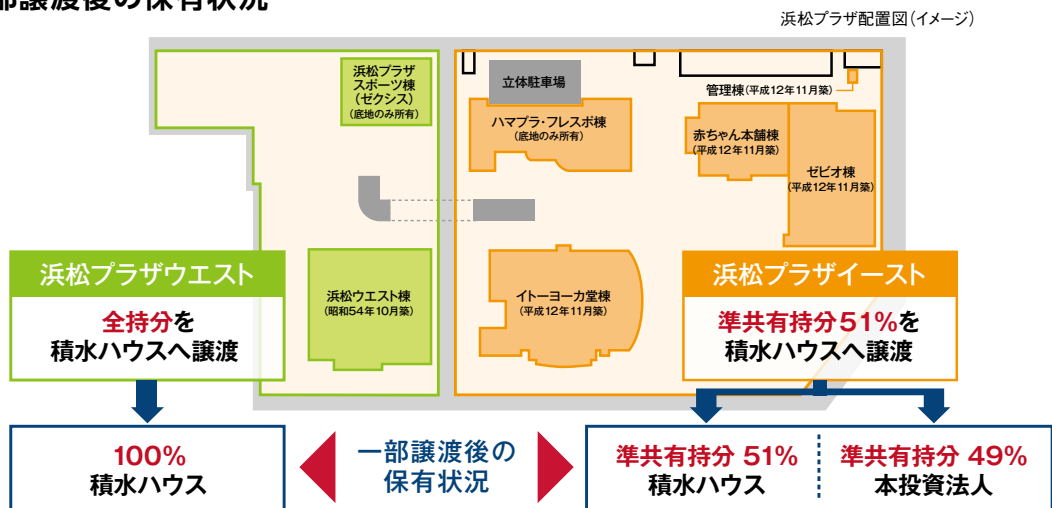 部譲渡後の保有状況
浜松プラザ配置図(イメージ)
浜松プラザ
スポーツ棟
(ゼクシス)
(底地のみ所有)
立体駐車場
ハマプラ・フレスポ棟
(底地のみ所有)
管理棟(平成12年11月築)
赤ちゃん本舗棟
(平成12年11月築)
ゼビオ棟
(平成12年11月築)
浜松ウエスト棟
(昭和54年10月築)
イトーヨーカ堂棟
(平成12年11月築)
浜松プラザウエスト
全持分を
積水ハウスへ譲渡
浜松プラザイースト
準共有持分51%を
積水ハウスへ譲渡
100%
積水ハウス
一部譲渡後の
保有状況
準共有持分 51%
積水ハウス
準共有持分 49%
本投資法人